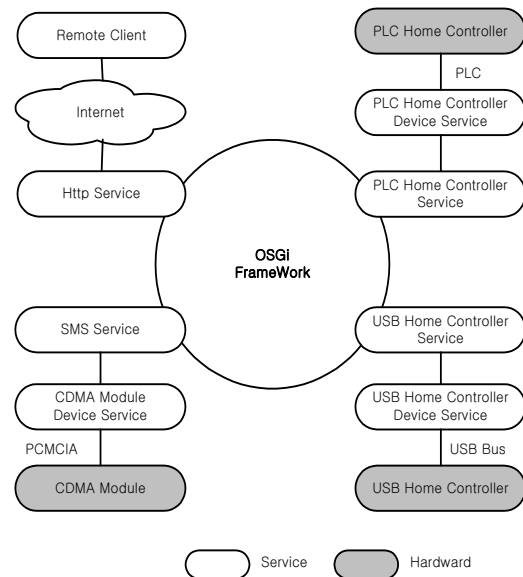 Remote Client
Internet
Http Service
PLC Home Controller
PLC
PLC Home Controller
Device Service
PLC Home Controller
Service
OSGi
FrameWork
SMS Service
CDMA Module
Device Service
PCMCIA
CDMA Module
USB Home Controller
Service
USB Home Controller
Device Service
USB Bus
USB Home Controller
Service
Hardward